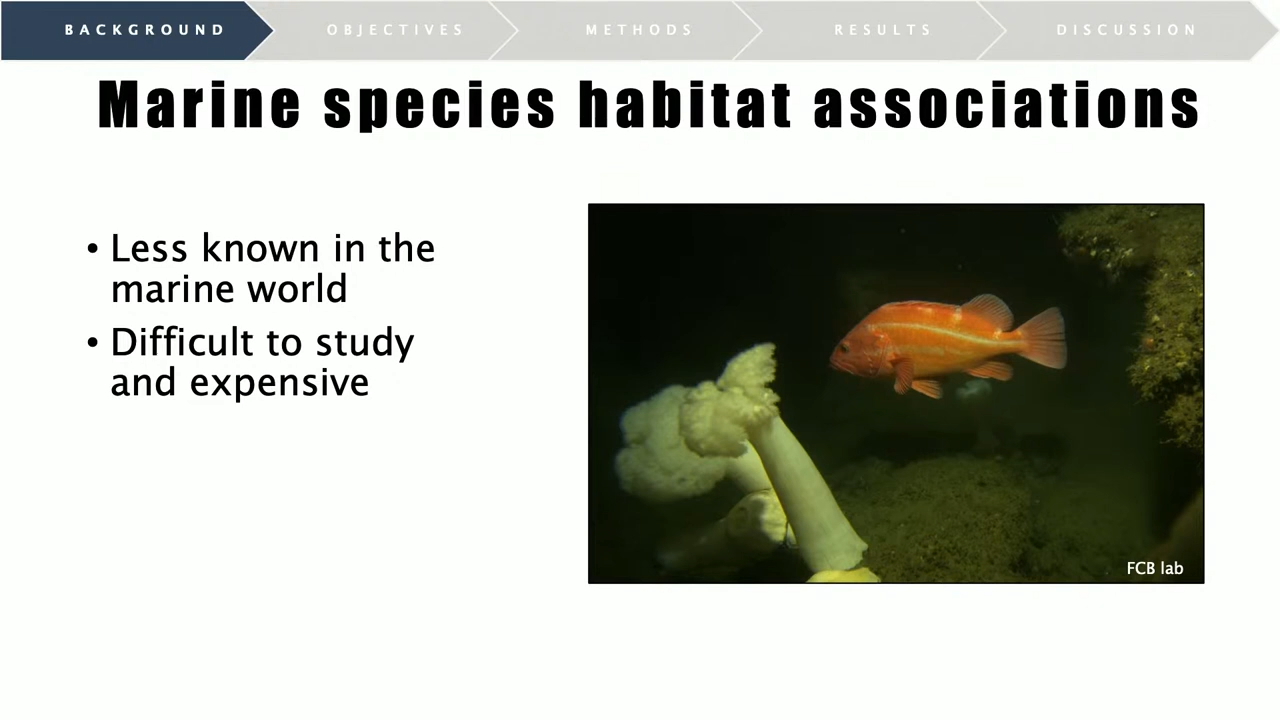 BACKGROUND
OBJECTIVES
METHODS
RESULTS
DISCUSSION
Marine species habitat associations
• Less known in the
marine world
• Difficult to study
and expensive
FCB lab